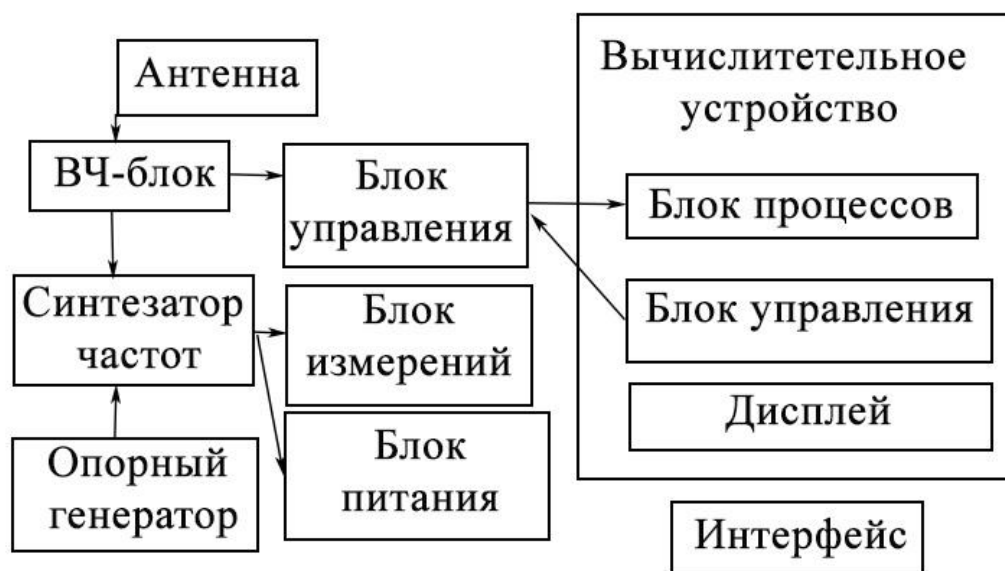 Антенна
ВЧ-блок
Синтезатор
частот
Опорный
генератор
Блок
управления
Блок
измерений
Блок
питания
Вычислитетельное
устройство
Блок процессов
Блок управления
Дисплей
Интерфейс